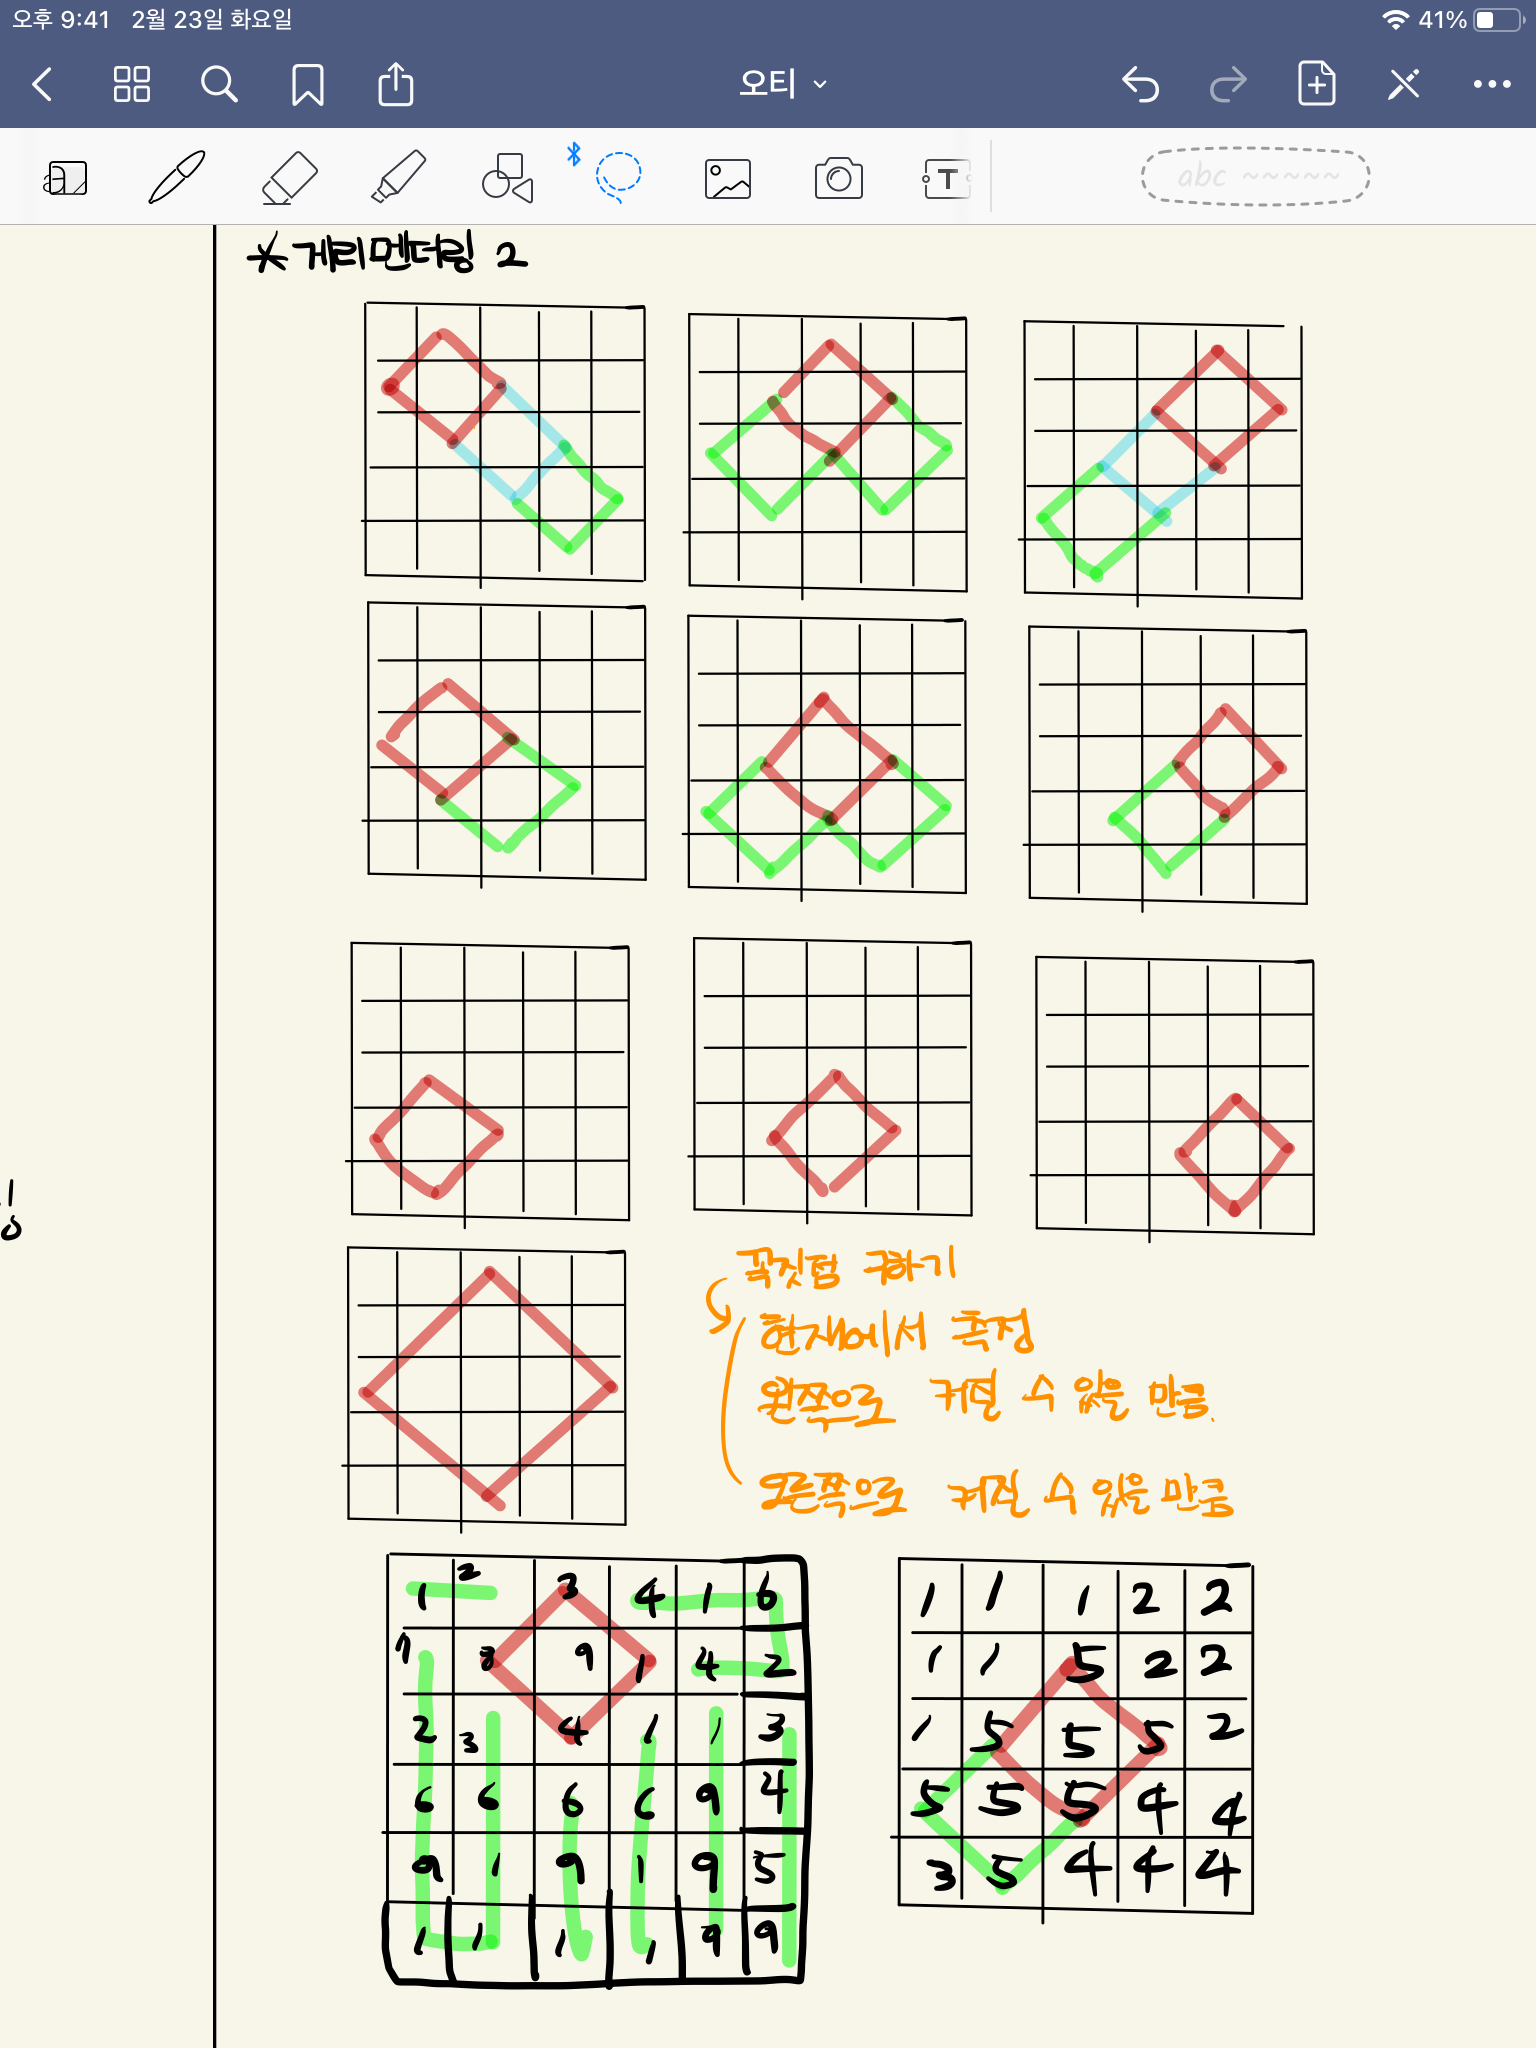 오후 9:41 2월 23일 화요일 41%
오티
T abc ~~~~~
* 게리멘더링 2
꼭짓점 구하기
현재에서 측정
왼쪽으로 커질 수 있을 만큼.
오른쪽으로 커질 수 있을 만큼
1 2 3 4 1 6
7 3 9 1 4 2
2 3 4 1 1 3
6 6 6 6 9 4
9 1 9 1 9 5
1 1 1 1 9 9
1 1 1 2 2
1 1 5 2 2
1 5 5 5 2
5 5 5 4 4
3 5 4 4 4